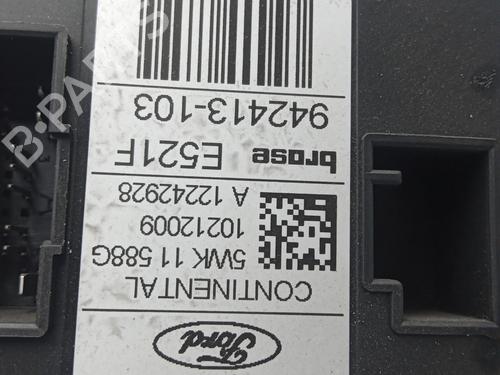 Ford
CONTINENTAL
5WK 11 588G
10212009
A 12242928
brose E521F
942413-103
B-PARTS